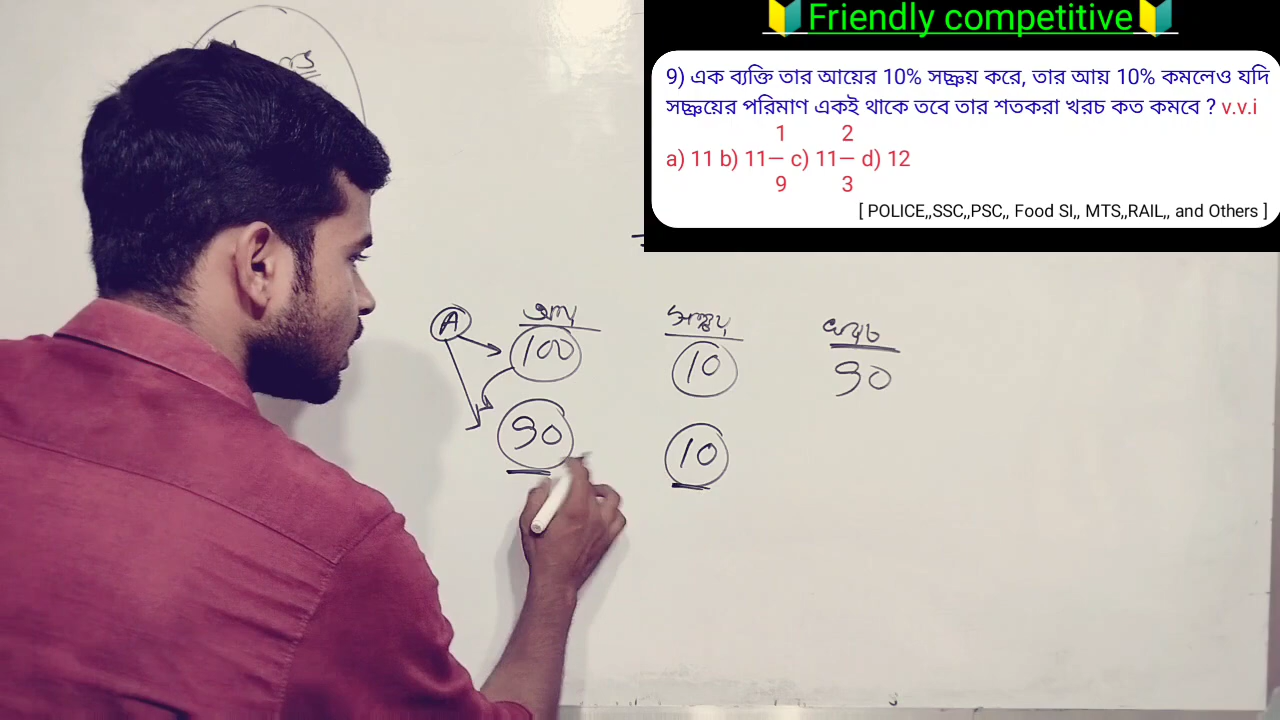 🔰Friendly competitive🔰
9) এক ব্যক্তি তার আয়ের 10% সঞ্চয় করে, তার আয় 10% কমলেও যদি
সঞ্চয়ের পরিমাণ একই থাকে তবে তার শতকরা খরচ কত কমবে ? v.v.i
1 2
a) 11 b) 11— c) 11— d) 12
9 3
[ POLICE,,SSC,,PSC,, Food SI,, MTS,,RAIL,, and Others ]
A আয় সঞ্চয় খরচ
100 10 90
90 10